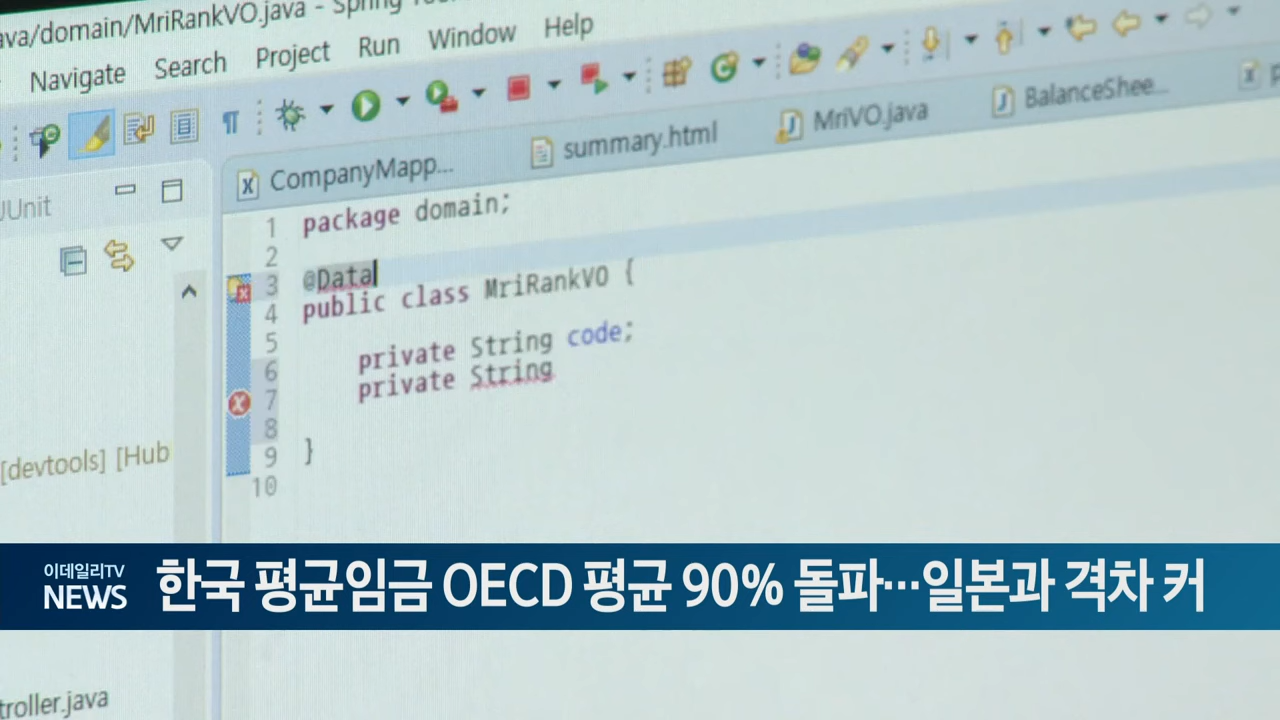 ava/domain/MriRankVO.java - Spring
Navigate Search Project Run Window Help
CompanyMapp... summary.html MriVO.java BalanceShee...
JUnit
1 package domain;
2
3 @Data
4 public class MriRankVO {
5
6 private String code;
7 private String
8
9 }
10
[devtools] [Hub
troller.java
이데일리TV
NEWS
한국 평균임금 OECD 평균 90% 돌파…일본과 격차 커